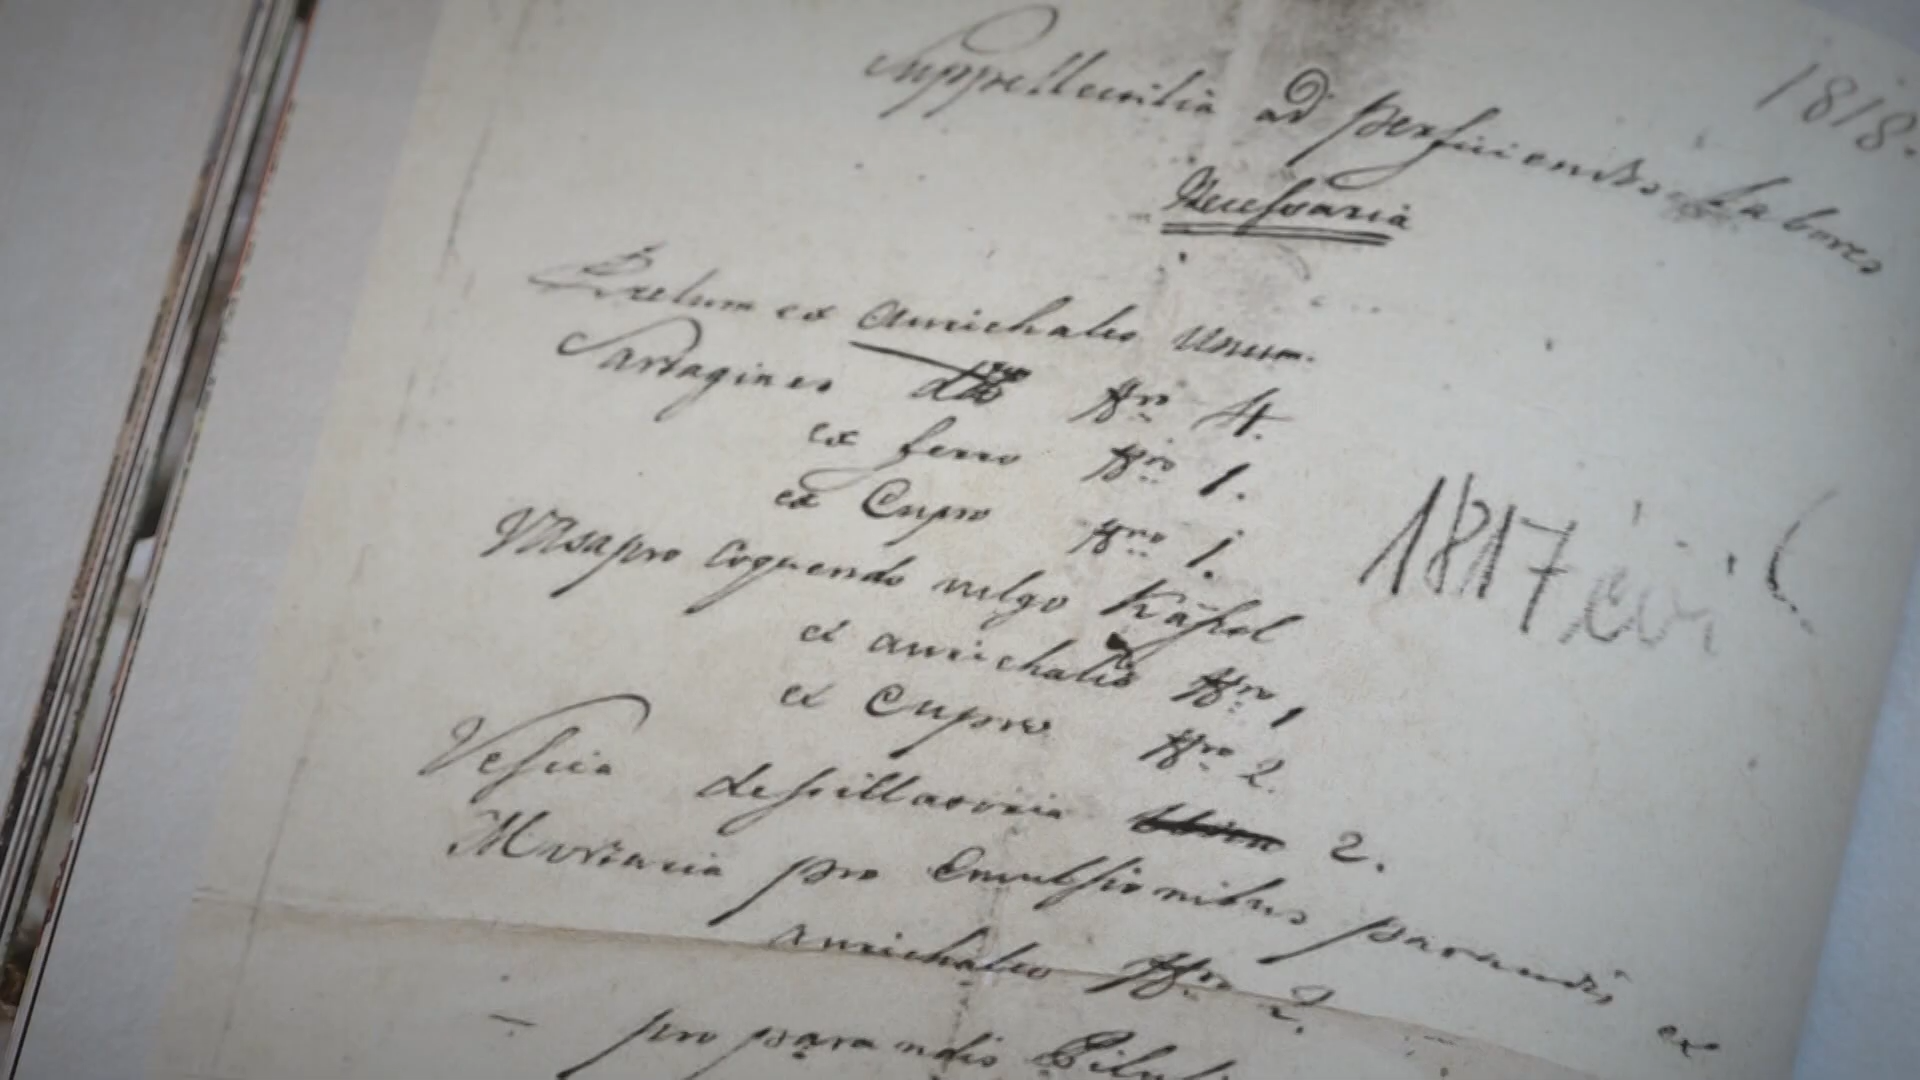 1818.
Suppellectilia ad perficiendos Labores
Necessaria
Prelum ex aurichalco Unum.
Sartagines dto Nro 4.
ex ferro Nro 1.
ex Cupro Nro 1.
1817
Vasa pro coquendo vulgo Käßel
ex aurichalco Nro 1
ex Cupro Nro 2.
Vesica destillatoria 2.
Mortaria pro Emulsionibus parandis ex
aurichalco Nro 2.
— pro parandis